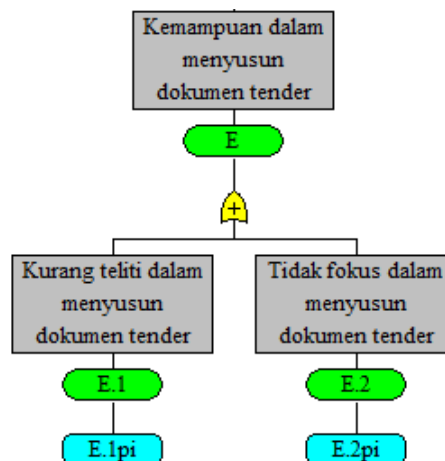 Kemampuan dalam
menyusun
dokumen tender
E
+
Kurang teliti dalam
menyusun
dokumen tender
Tidak fokus dalam
menyusun
dokumen tender
E.1
E.2
E.1pi
E.2pi